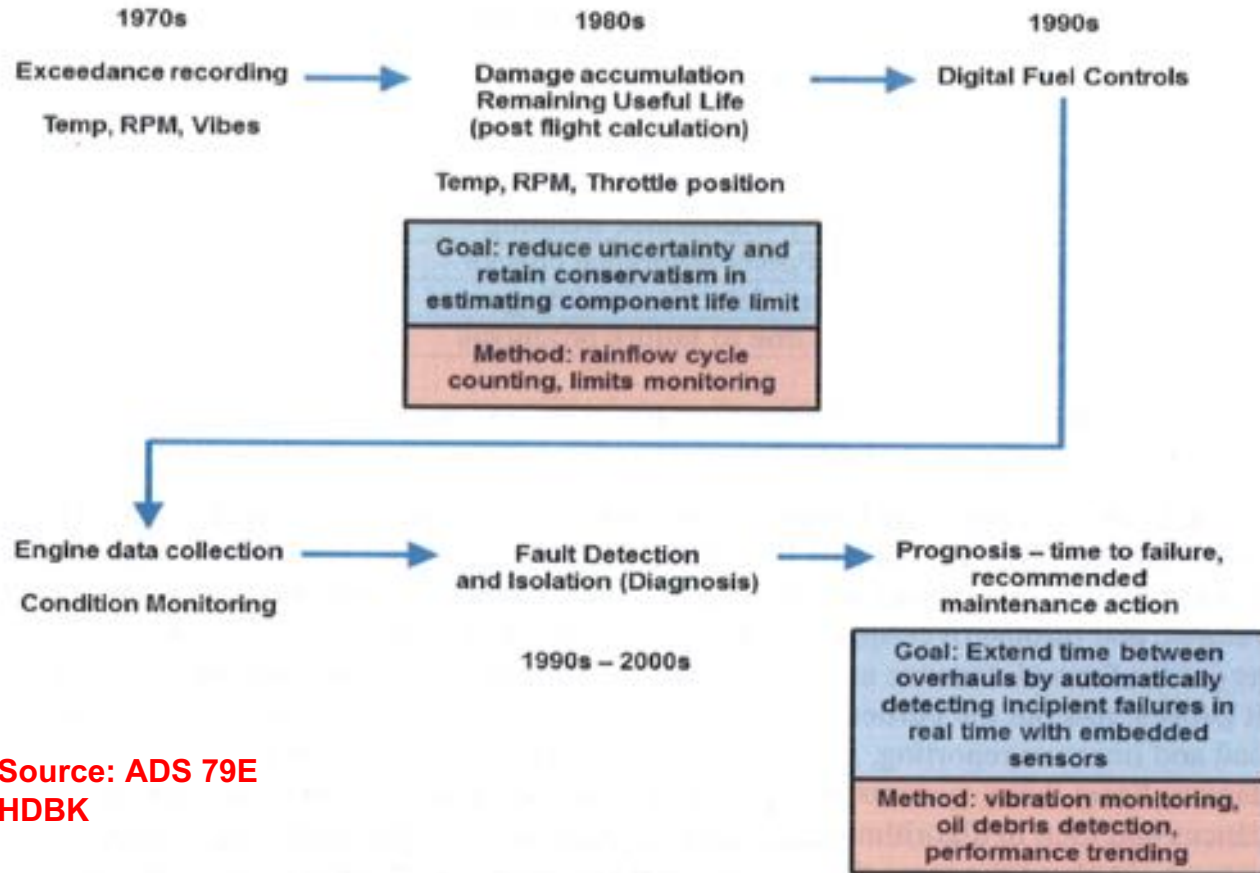 1970s
1980s
1990s
Exceedance recording
Temp, RPM, Vibes
Damage accumulation
Remaining Useful Life
(post flight calculation)
Temp, RPM, Throttle position
Digital Fuel Controls
Goal: reduce uncertainty and
retain conservatism in
estimating component life limit
Method: rainflow cycle
counting, limits monitoring
Engine data collection
Condition Monitoring
Fault Detection
and Isolation (Diagnosis)
1990s – 2000s
Prognosis – time to failure,
recommended
maintenance action
Goal: Extend time between
overhauls by automatically
detecting incipient failures in
real time with embedded
sensors
Method: vibration monitoring,
oil debris detection,
performance trending
Source: ADS 79E
HDBK